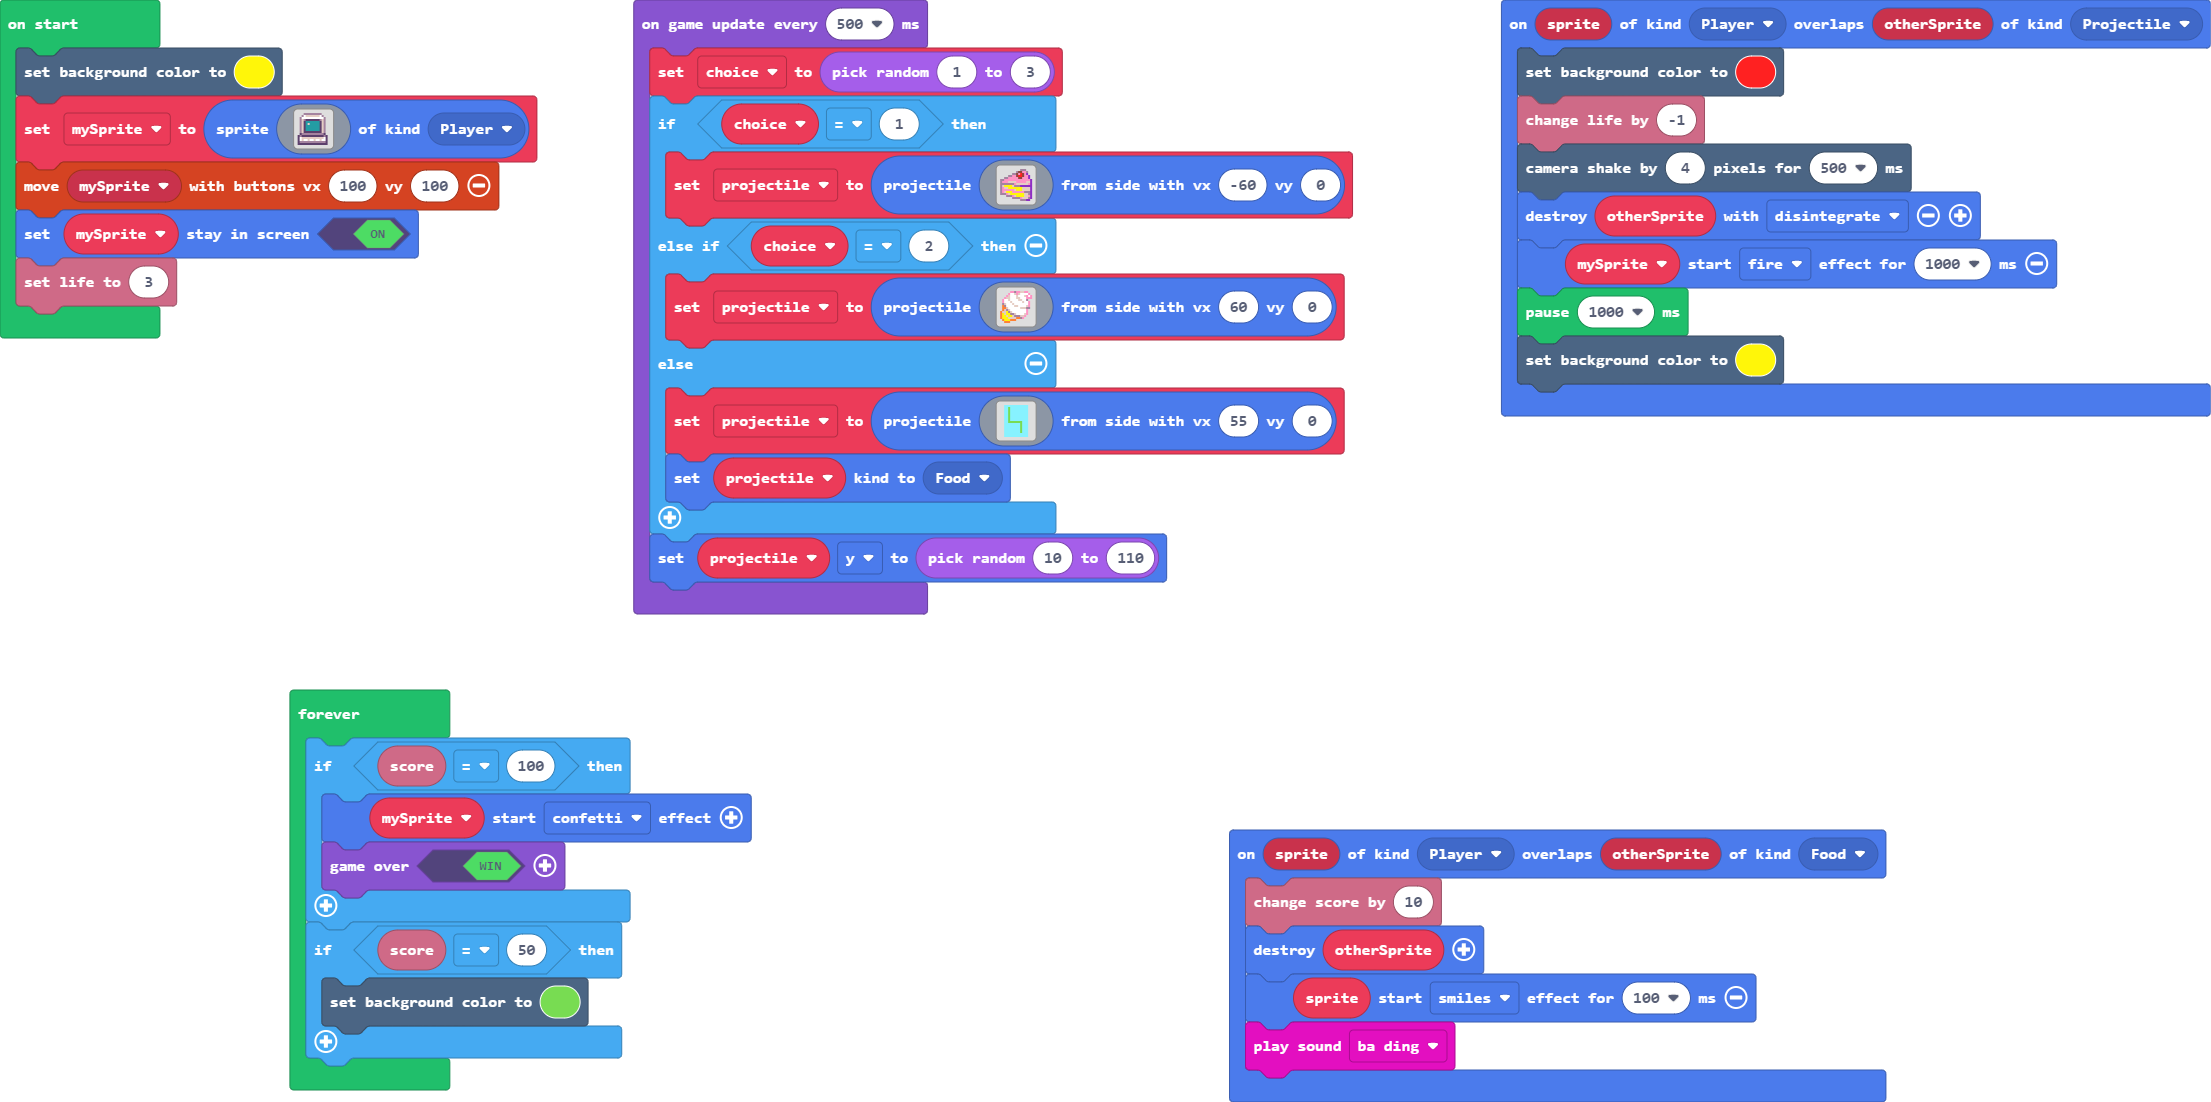 on start
set background color to
set mySprite to sprite of kind Player
move mySprite with buttons vx 100 vy 100
set mySprite stay in screen ON
set life to 3
on game update every 500 ms
set choice to pick random 1 to 3
if choice = 1 then
set projectile to projectile from side with vx -60 vy 0
else if choice = 2 then
set projectile to projectile from side with vx 60 vy 0
else
set projectile to projectile from side with vx 55 vy 0
set projectile kind to Food
set projectile y to pick random 10 to 110
on sprite of kind Player overlaps otherSprite of kind Projectile
set background color to
change life by -1
camera shake by 4 pixels for 500 ms
destroy otherSprite with disintegrate
mySprite start fire effect for 1000 ms
pause 1000 ms
set background color to
forever
if score = 100 then
mySprite start confetti effect
game over WIN
if score = 50 then
set background color to
on sprite of kind Player overlaps otherSprite of kind Food
change score by 10
destroy otherSprite
sprite start smiles effect for 100 ms
play sound ba ding